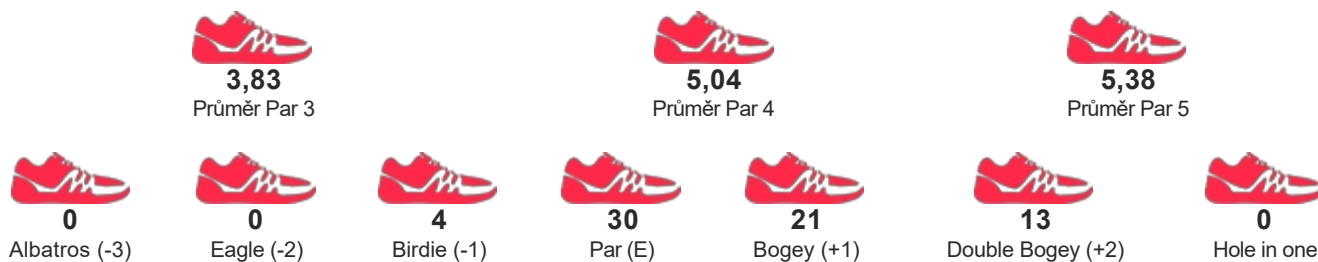 3,83
Průměr Par 3
5,04
Průměr Par 4
5,38
Průměr Par 5
0
Albatros (-3)
0
Eagle (-2)
4
Birdie (-1)
30
Par (E)
21
Bogey (+1)
13
Double Bogey (+2)
0
Hole in one